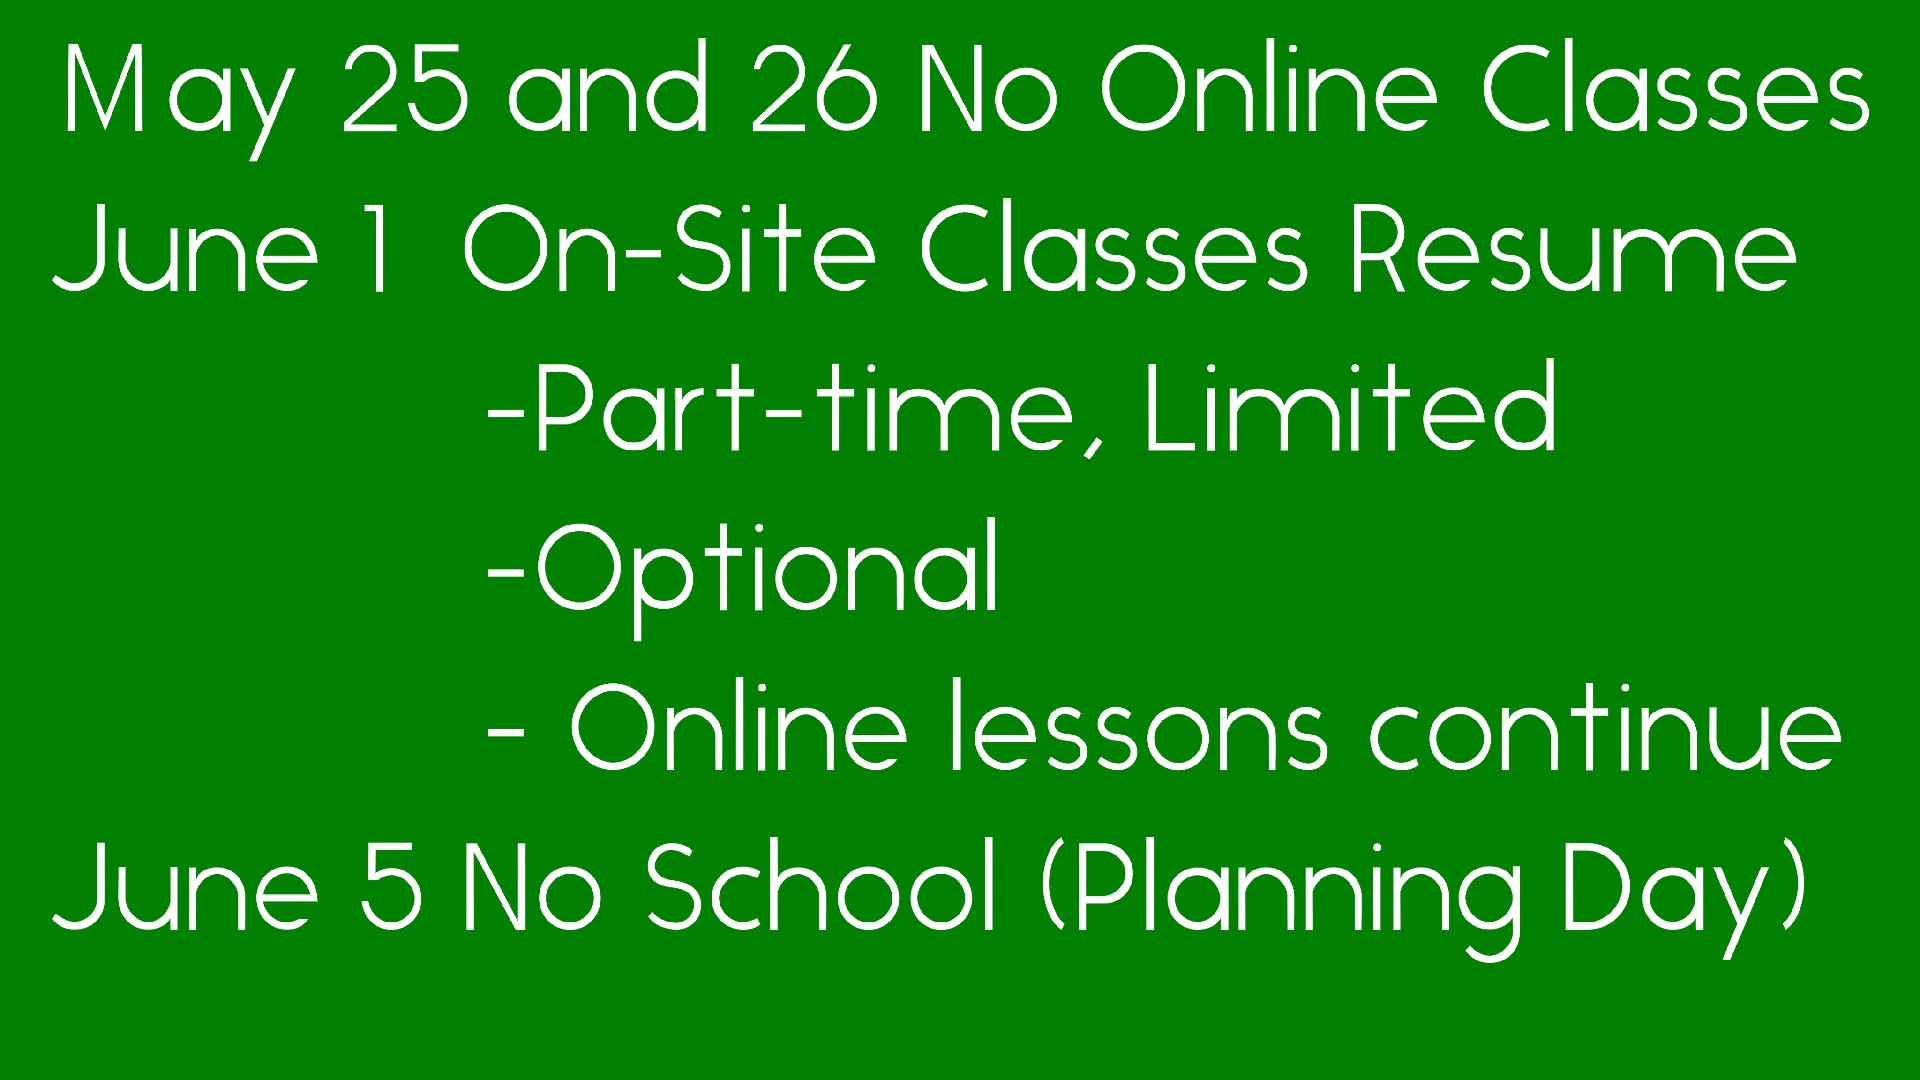 May 25 and 26 No Online Classes
June 1 On-Site Classes Resume
-Part-time, Limited
-Optional
- Online lessons continue
June 5 No School (Planning Day)